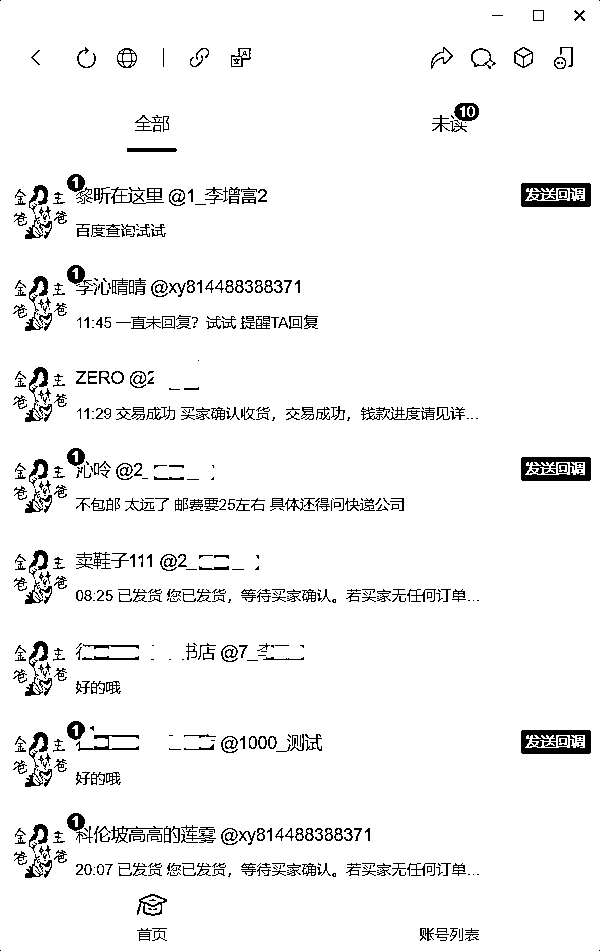 全部
未读
10
1
黎昕在这里 @1_李增富2
发送回调
百度查询试试
1
李沁晴晴 @xy814488388371
11:45 一直未回复？试试 提醒TA回复
ZERO @2
11:29 交易成功 买家确认收货，交易成功，钱款进度请见详...
1
沁呤 @2_
发送回调
不包邮 太远了 邮费要25左右 具体还得问快递公司
卖鞋子111 @2_
08:25 已发货 您已发货，等待买家确认。若买家无任何订单...
书店 @7_李
好的哦
1
@1000_测试
发送回调
好的哦
1
科伦坡高高的莲雾 @xy814488388371
20:07 已发货 您已发货，等待买家确认。若买家无任何订单...
首页
账号列表